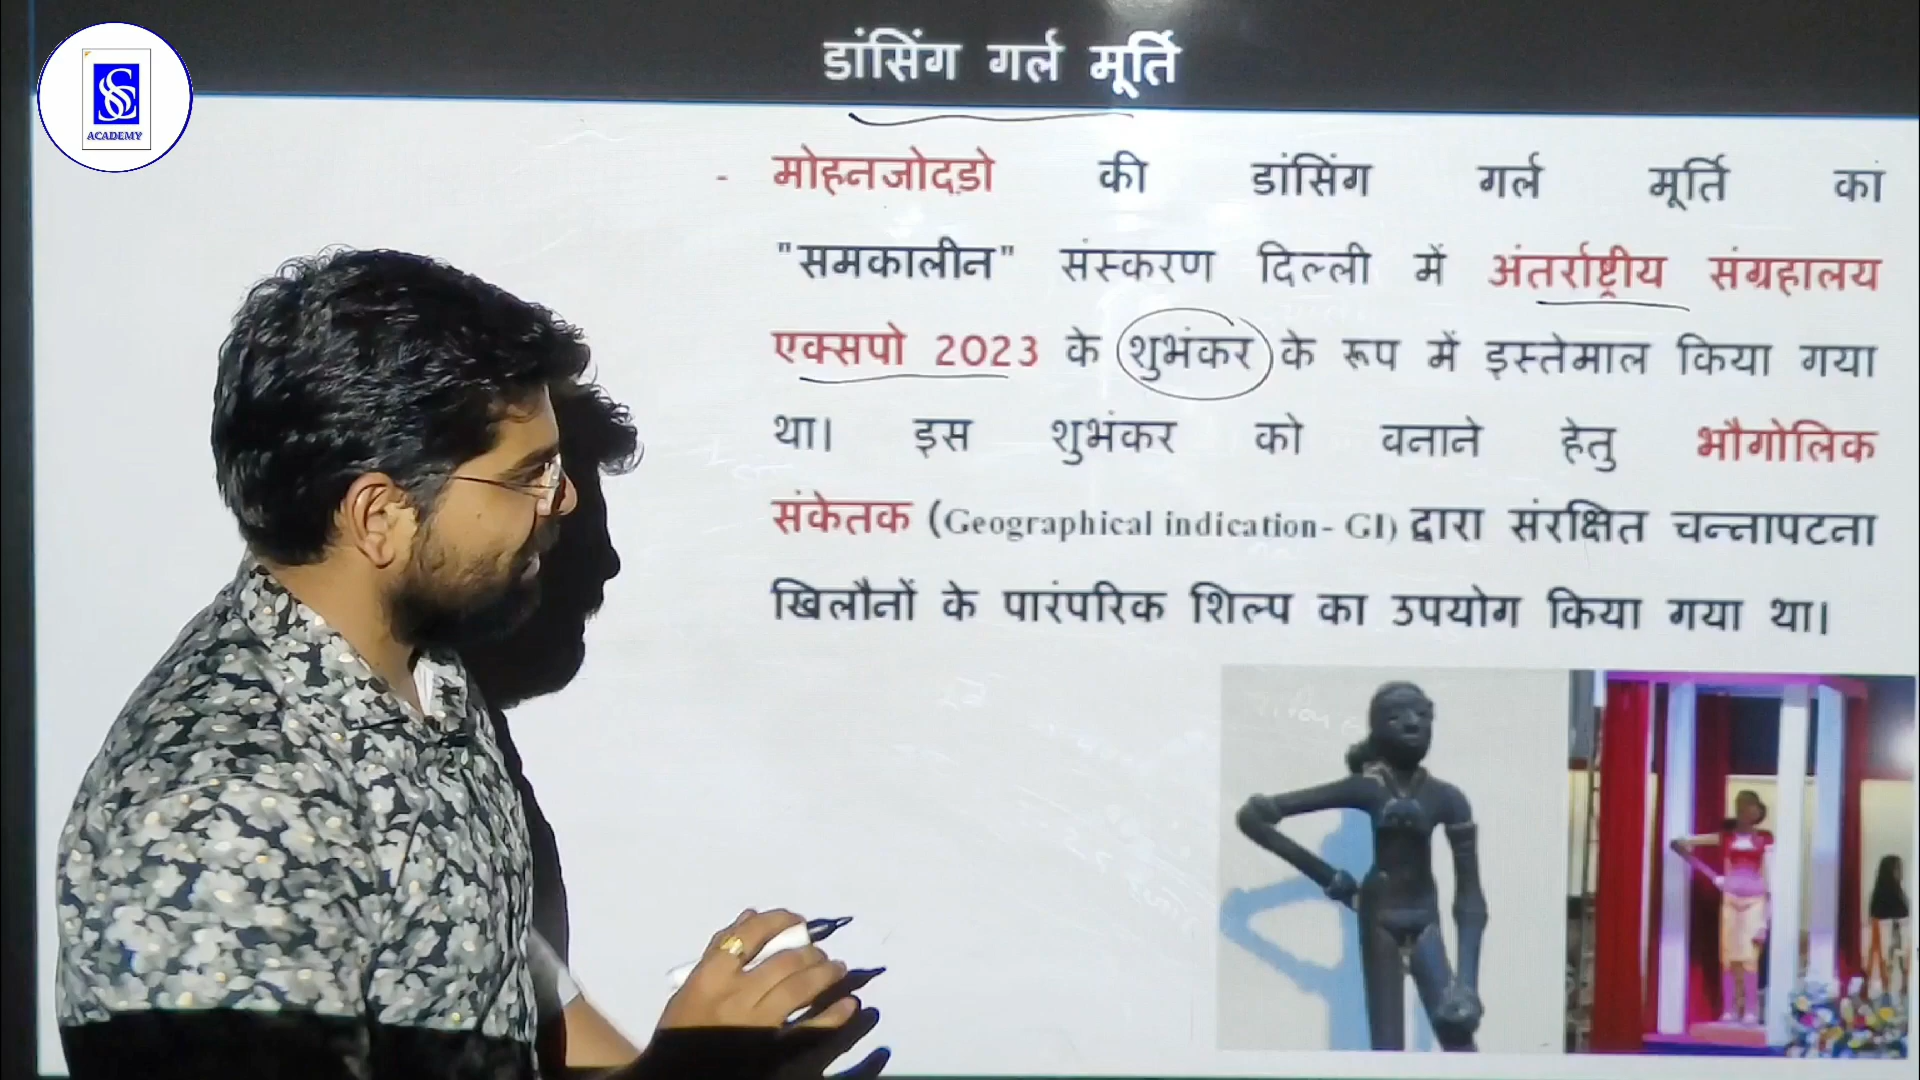 SSC
ACADEMY
डांसिंग गर्ल मूर्ति
- मोहनजोदड़ो की डांसिंग गर्ल मूर्ति का
"समकालीन" संस्करण दिल्ली में अंतर्राष्ट्रीय संग्रहालय
एक्सपो 2023 के शुभंकर के रूप में इस्तेमाल किया गया
था। इस शुभंकर को बनाने हेतु भौगोलिक
संकेतक (Geographical indication- GI) द्वारा संरक्षित चन्नापटना
खिलौनों के पारंपरिक शिल्प का उपयोग किया गया था।